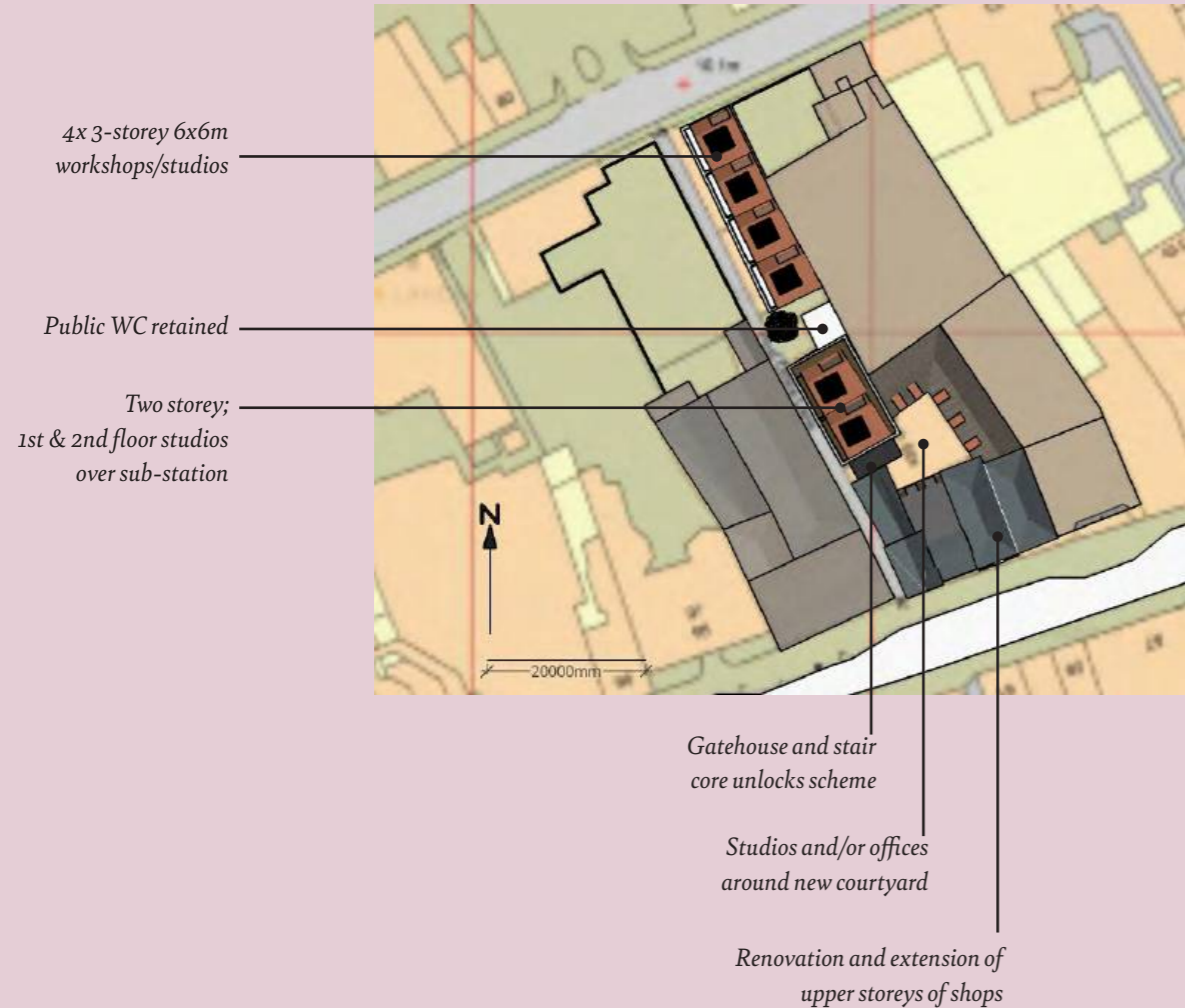 4x 3-storey 6x6m
workshops/studios
Public WC retained
Two storey;
1st & 2nd floor studios
over sub-station
N
20000mm
Gatehouse and stair
core unlocks scheme
Studios and/or offices
around new courtyard
Renovation and extension of
upper storeys of shops